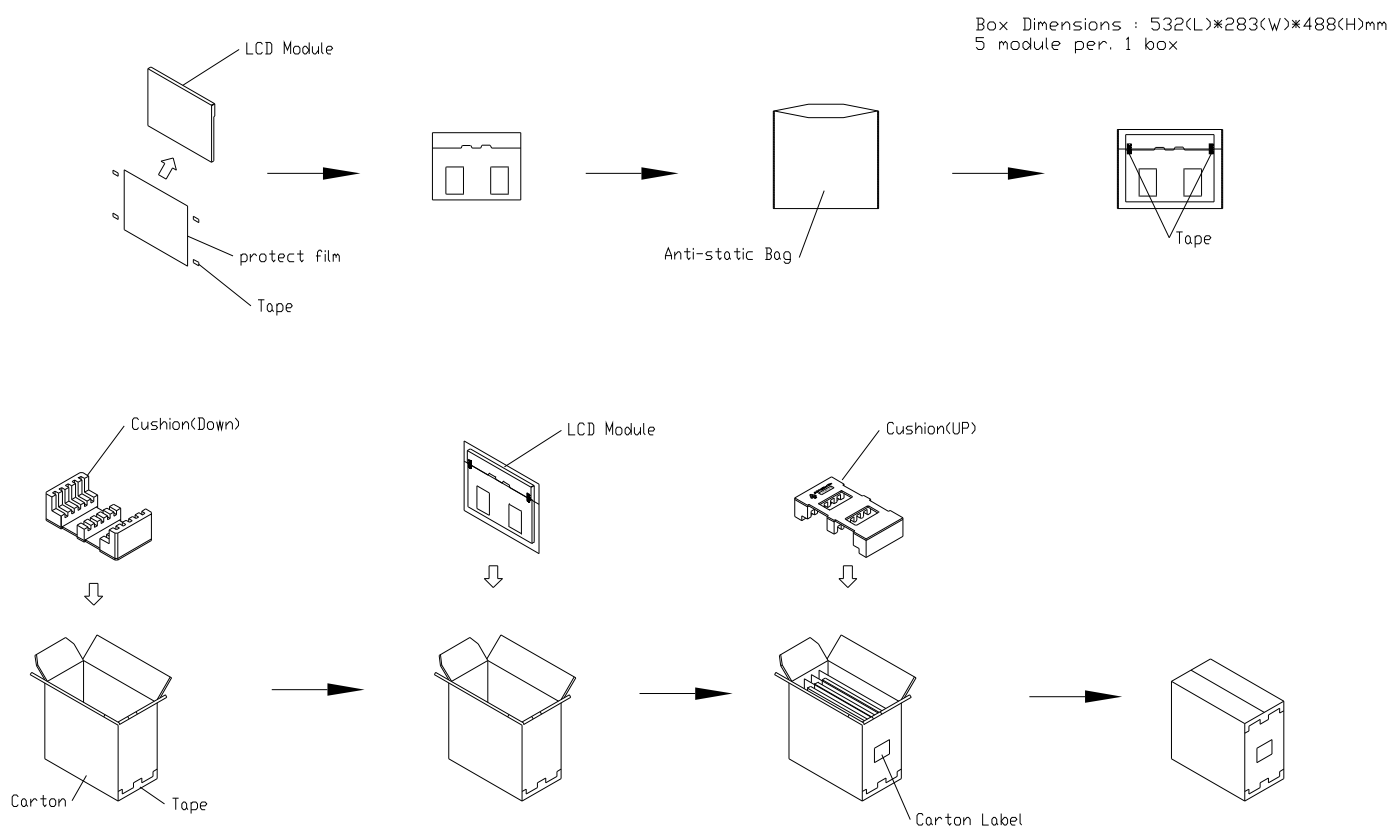 Box Dimensions : 532(L)*283(W)*488(H)mm
5 module per. 1 box
LCD Module
protect film
Tape
Anti-static Bag
Tape
Cushion(Down)
LCD Module
Cushion(UP)
Carton
Tape
Carton Label